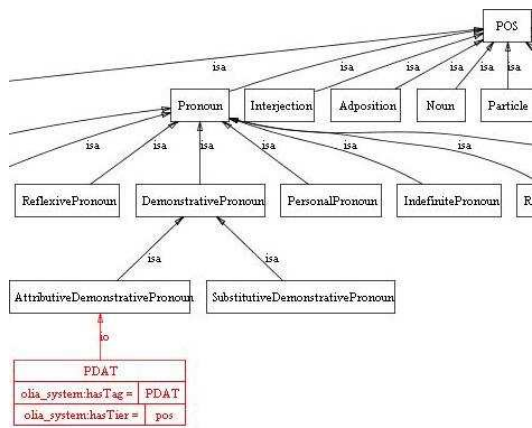 POS
isa
isa isa isa isa isa
Pronoun Interjection Adposition Noun Particle
isa isa isa isa isa isa
ReflexivePronoun DemonstrativePronoun PersonalPronoun IndefinitePronoun R
isa isa
AttributiveDemonstrativePronoun SubstitutiveDemonstrativePronoun
io
PDAT
olia_system:hasTag = PDAT
olia_system:hasTier = pos